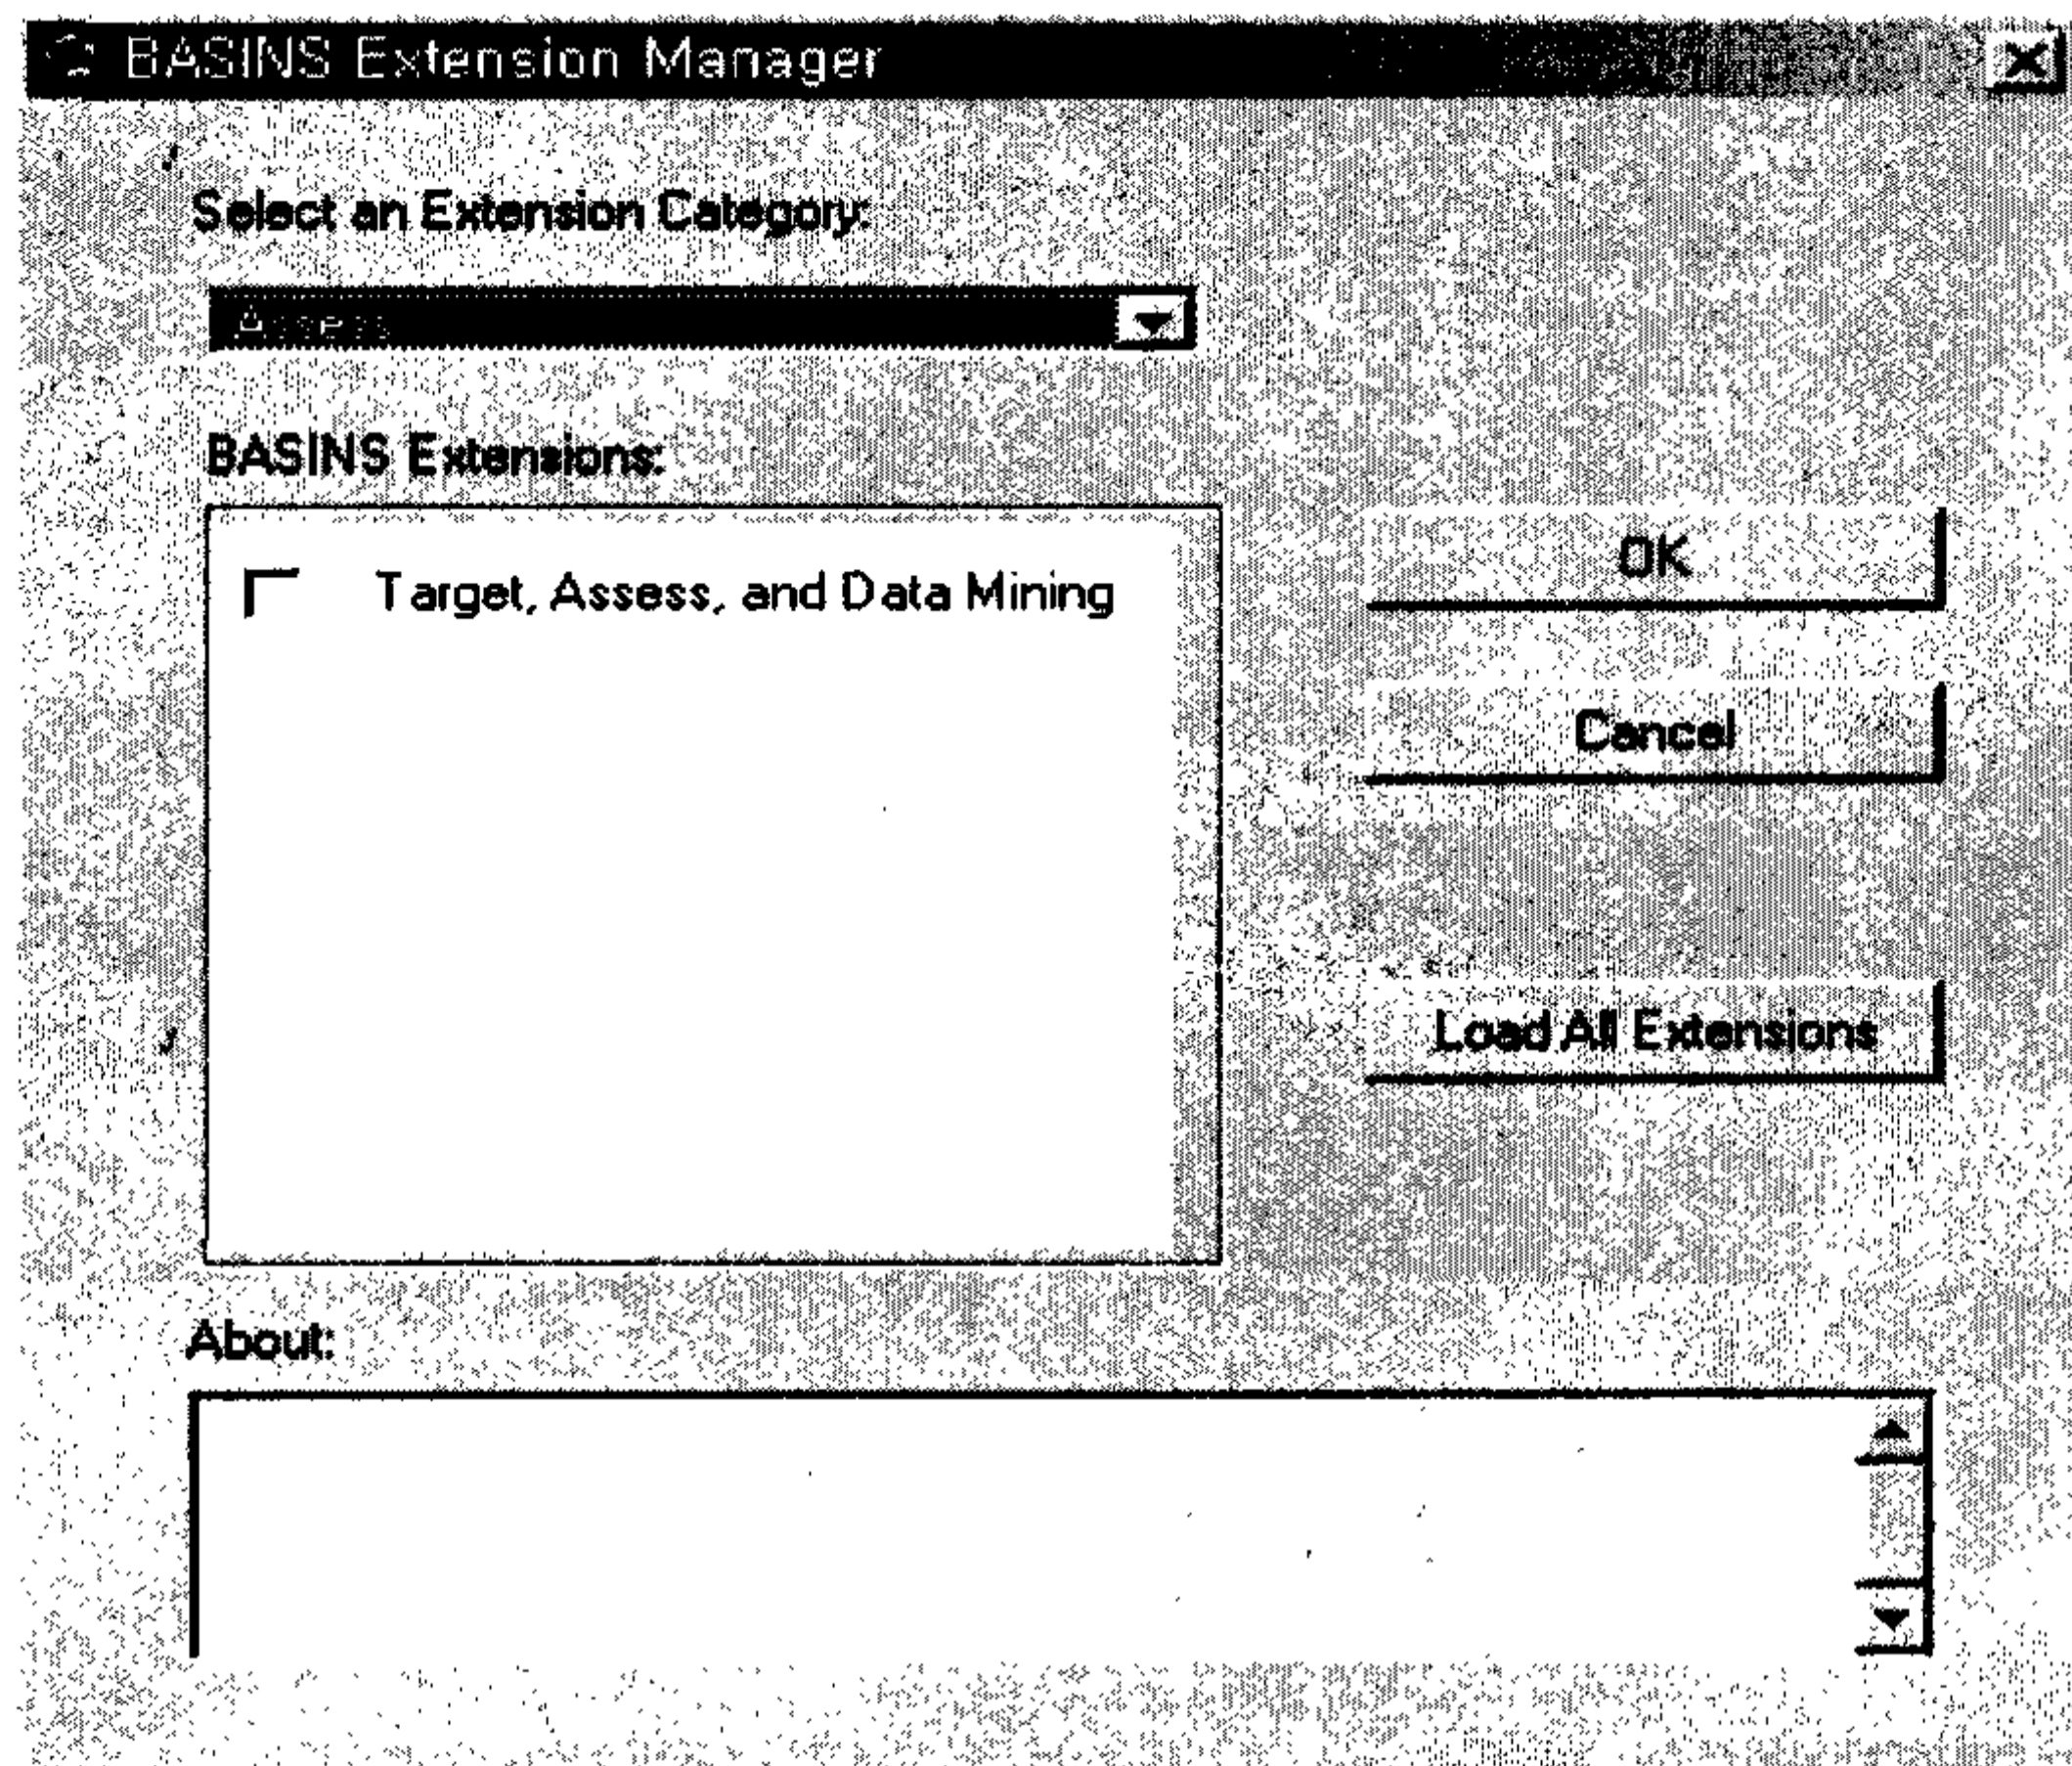 BASINS Extension Manager
Select an Extension Category:
Assess
BASINS Extensions:
Target, Assess, and Data Mining
OK
Cancel
Load All Extensions
About: